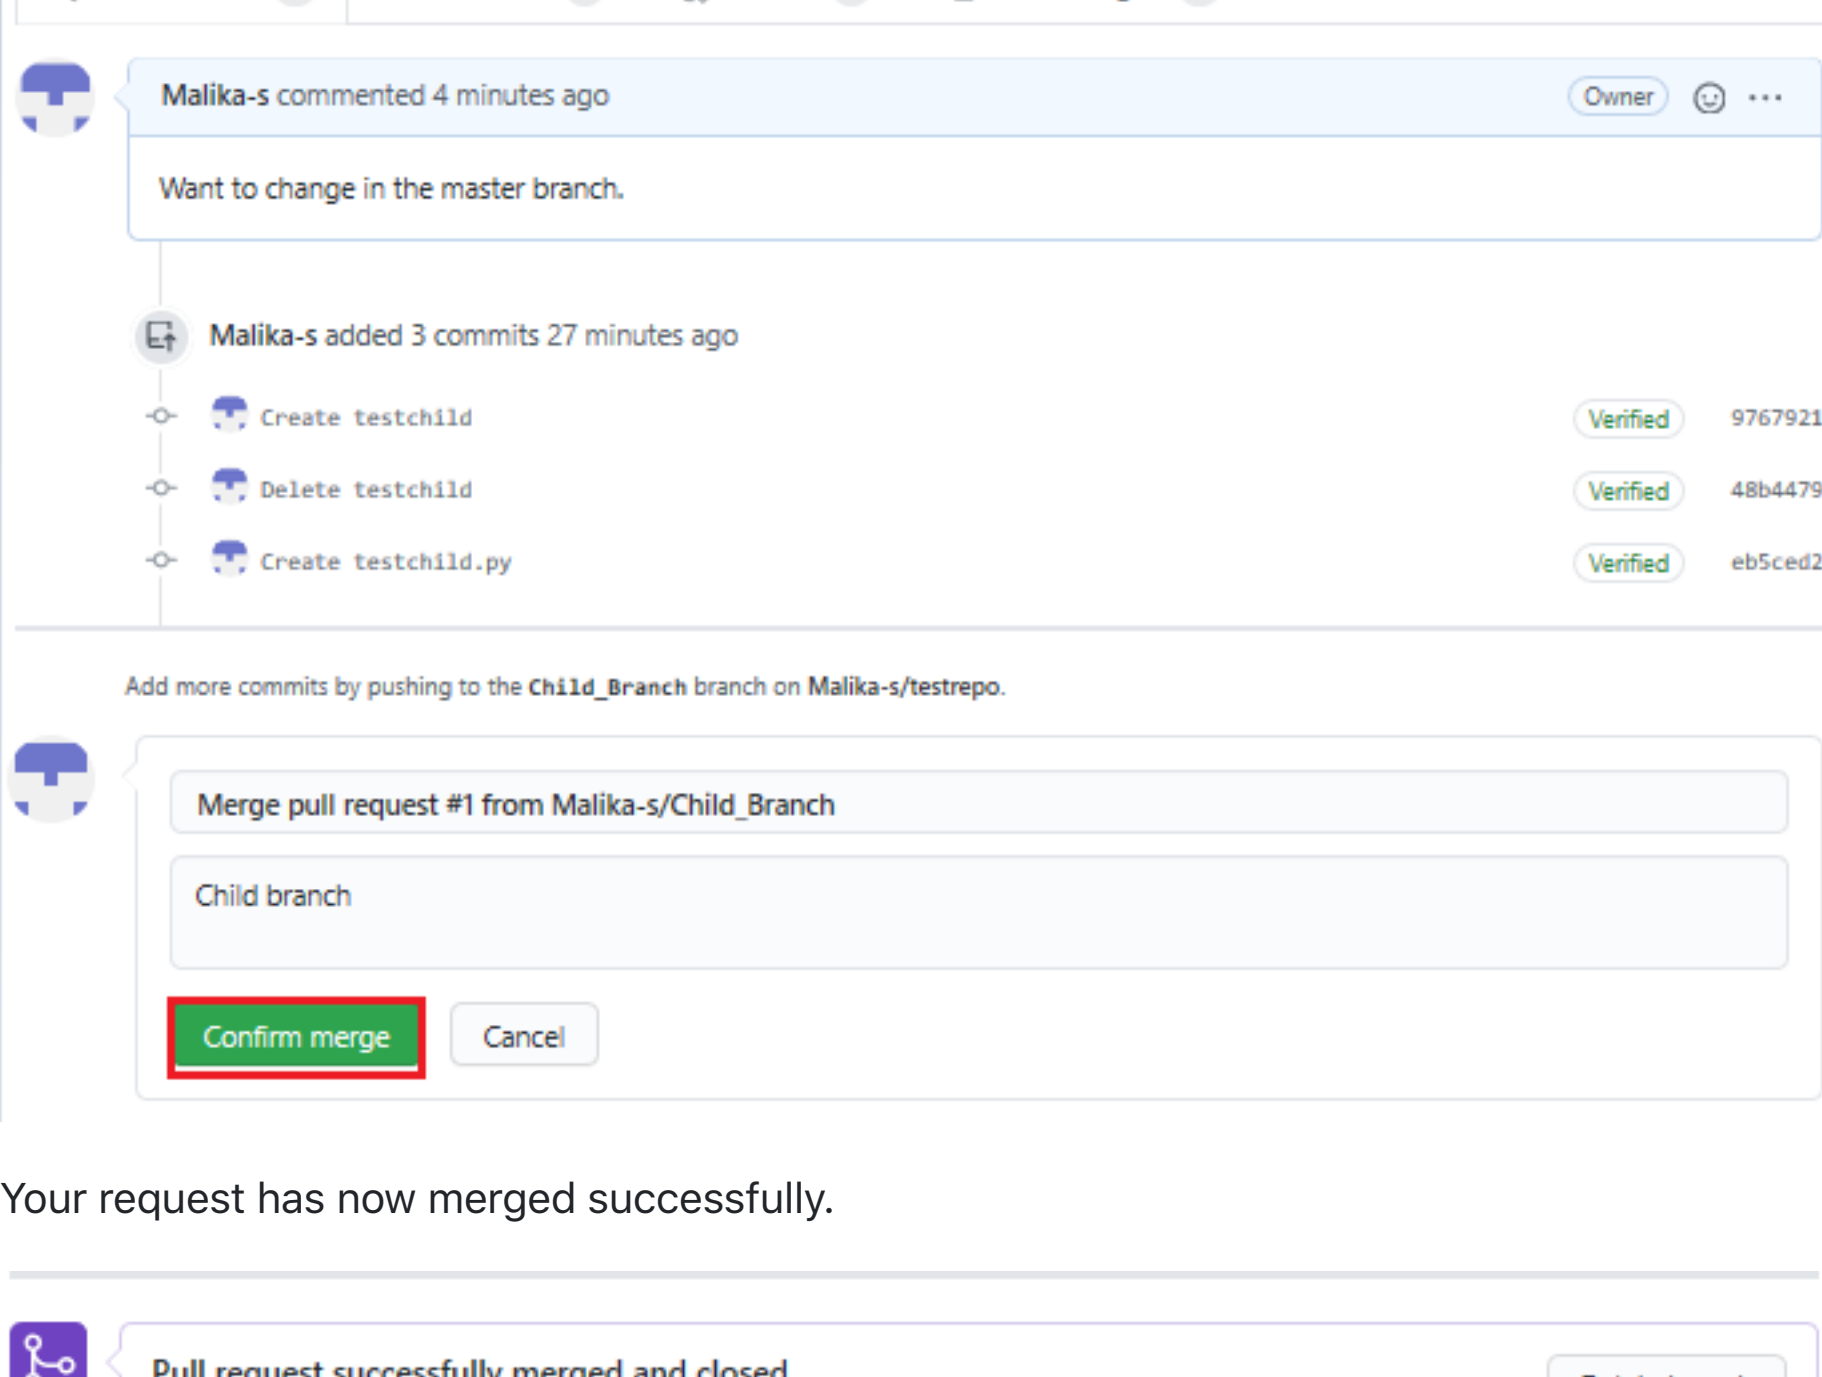 Malika-s commented 4 minutes ago Owner
Want to change in the master branch.
Malika-s added 3 commits 27 minutes ago
Create testchild Verified 9767921
Delete testchild Verified 48b4479
Create testchild.py Verified eb5ced2
Add more commits by pushing to the Child_Branch branch on Malika-s/testrepo.
Merge pull request #1 from Malika-s/Child_Branch
Child branch
Confirm merge Cancel
Your request has now merged successfully.
Pull request successfully merged and closed